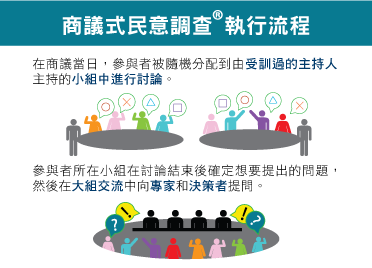 商議式民意調查®執行流程
在商議當日，參與者被隨機分配到由受訓過的主持人
主持的小組中進行討論。
參與者所在小組在討論結束後確定想要提出的問題，
然後在大組交流中向專家和決策者提問。
? ! ! ?